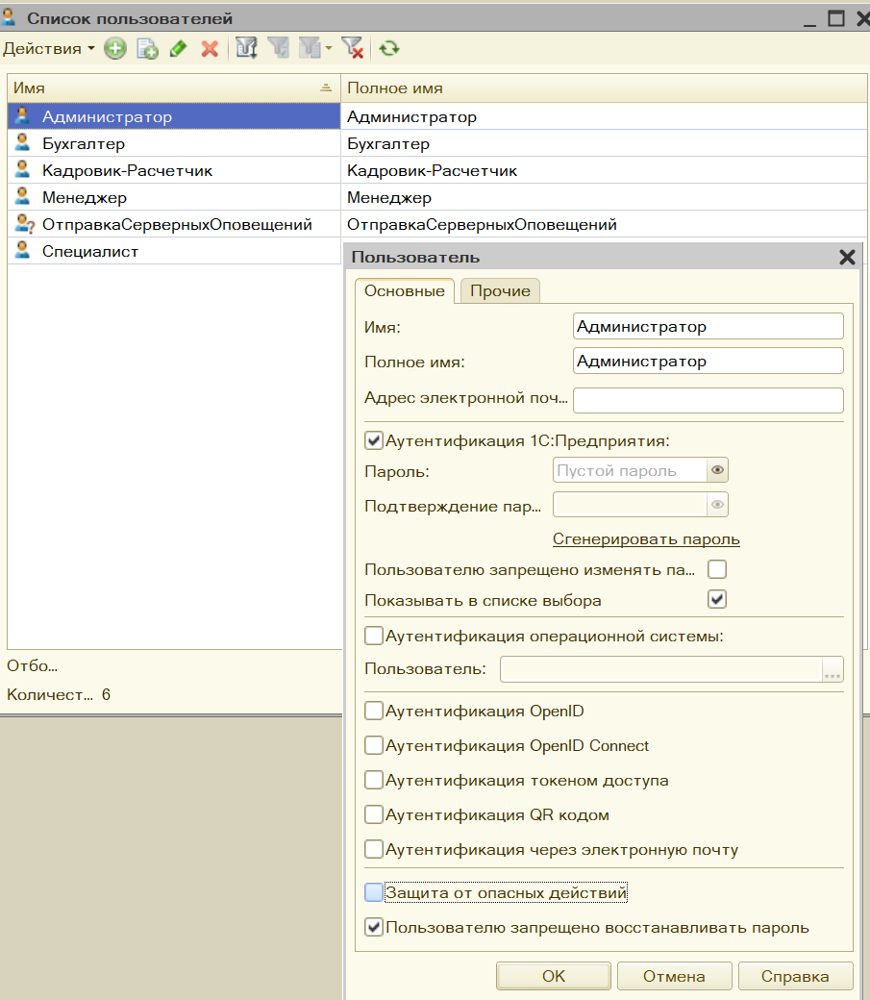 Список пользователей
Действия
Имя Полное имя
Администратор Администратор
Бухгалтер Бухгалтер
Кадровик-Расчетчик Кадровик-Расчетчик
Менеджер Менеджер
ОтправкаСерверныхОповещений ОтправкаСерверныхОповещений
Специалист
Отбо...
Количест... 6
Пользователь
Основные Прочие
Имя: Администратор
Полное имя: Администратор
Адрес электронной поч...
Аутентификация 1С:Предприятия:
Пароль: Пустой пароль
Подтверждение пар...
Сгенерировать пароль
Пользователю запрещено изменять па...
Показывать в списке выбора
Аутентификация операционной системы:
Пользователь: ...
Аутентификация OpenID
Аутентификация OpenID Connect
Аутентификация токеном доступа
Аутентификация QR кодом
Аутентификация через электронную почту
Защита от опасных действий
Пользователю запрещено восстанавливать пароль
OK Отмена Справка